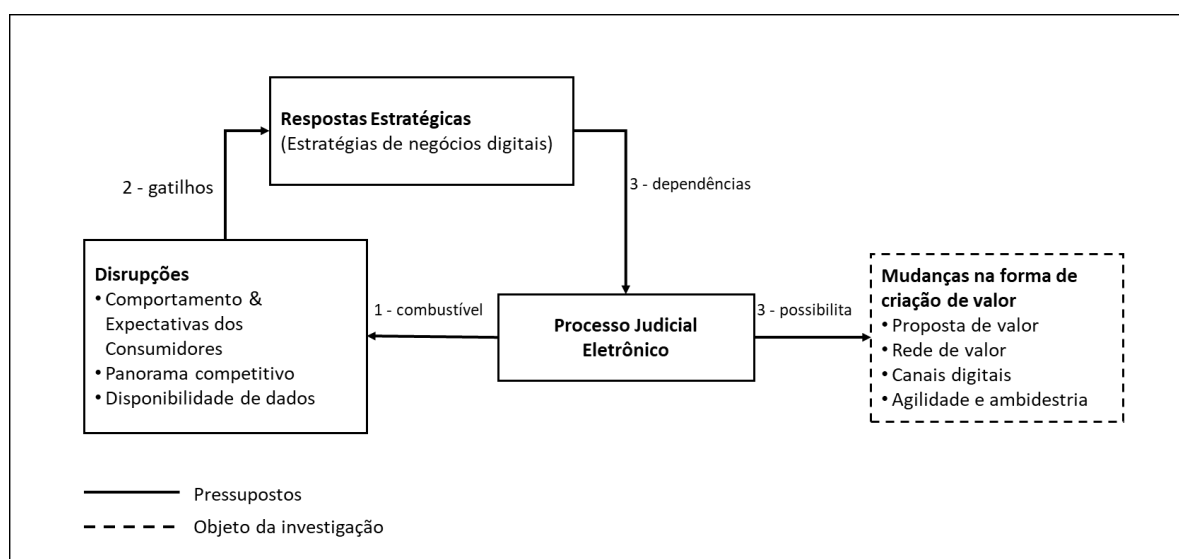 Respostas Estratégicas
(Estratégias de negócios digitais)
2 - gatilhos
3 - dependências
Disrupções
• Comportamento &
Expectativas dos
Consumidores
• Panorama competitivo
• Disponibilidade de dados
1 - combustível
Processo Judicial
Eletrônico
3 - possibilita
Mudanças na forma de
criação de valor
• Proposta de valor
• Rede de valor
• Canais digitais
• Agilidade e ambidestria
Pressupostos
Objeto da investigação